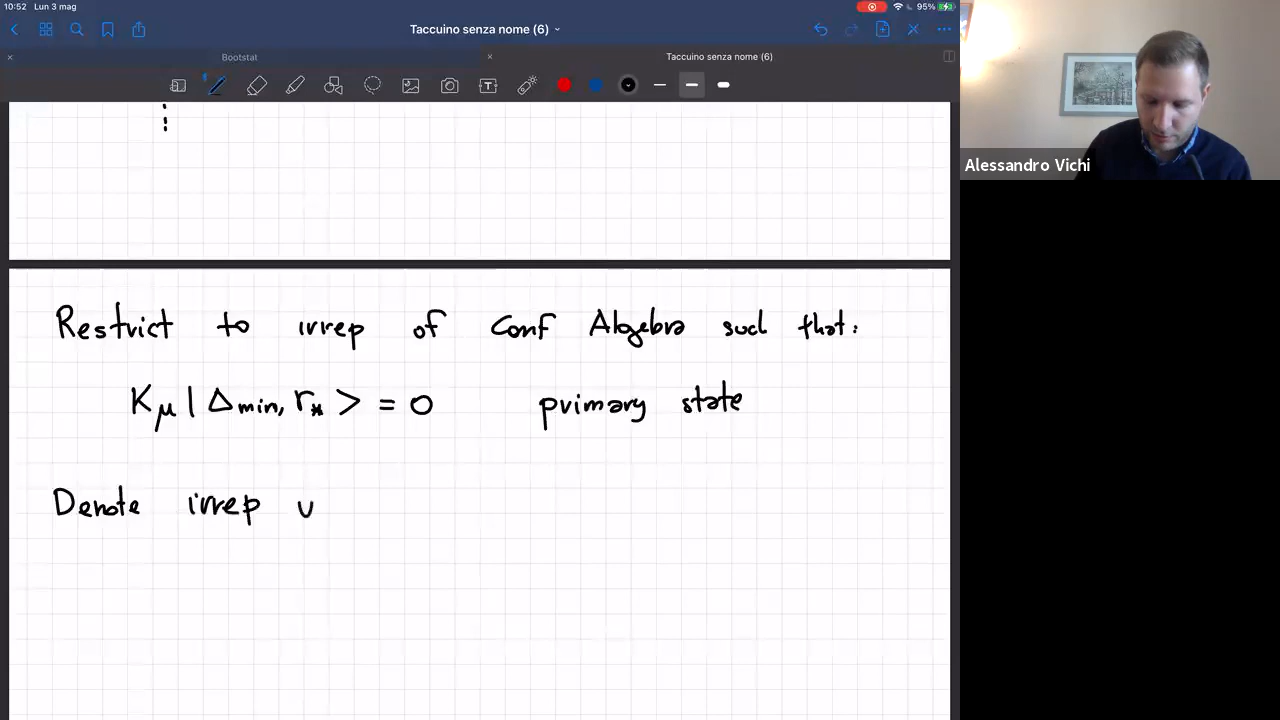 10:52 Lun 3 mag
95%
Taccuino senza nome (6)
Bootstat
Taccuino senza nome (6)
Alessandro Vichi
Restrict to irrep of Conf Algebra such that:
Kμ | Δmin, r* > = 0 primary state
Denote irrep u